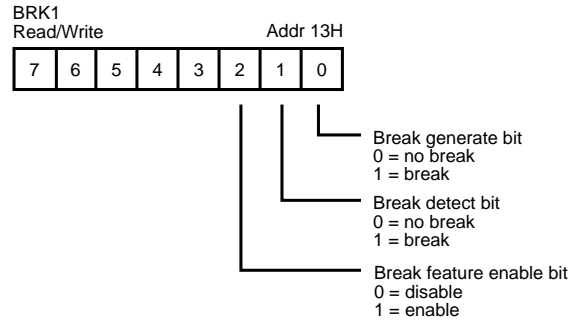 BRK1
Read/Write Addr 13H
7 6 5 4 3 2 1 0
Break generate bit
0 = no break
1 = break
Break detect bit
0 = no break
1 = break
Break feature enable bit
0 = disable
1 = enable